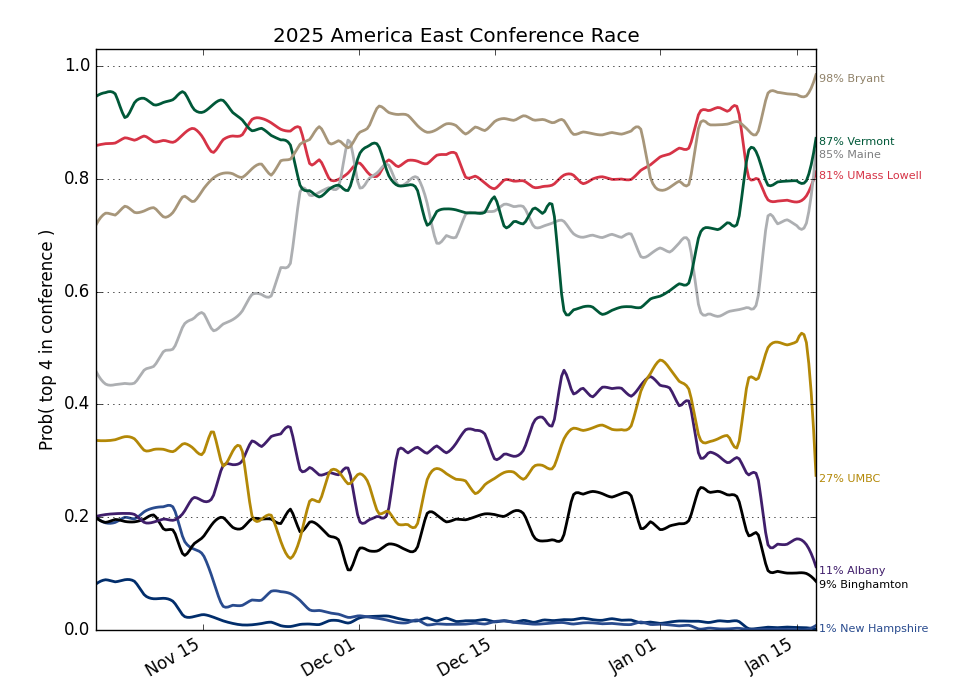 2025 America East Conference Race
Prob( top 4 in conference )
1.0
0.8
0.6
0.4
0.2
0.0
Nov 15
Dec 01
Dec 15
Jan 01
Jan 15
98% Bryant
87% Vermont
85% Maine
81% UMass Lowell
27% UMBC
11% Albany
9% Binghamton
1% New Hampshire